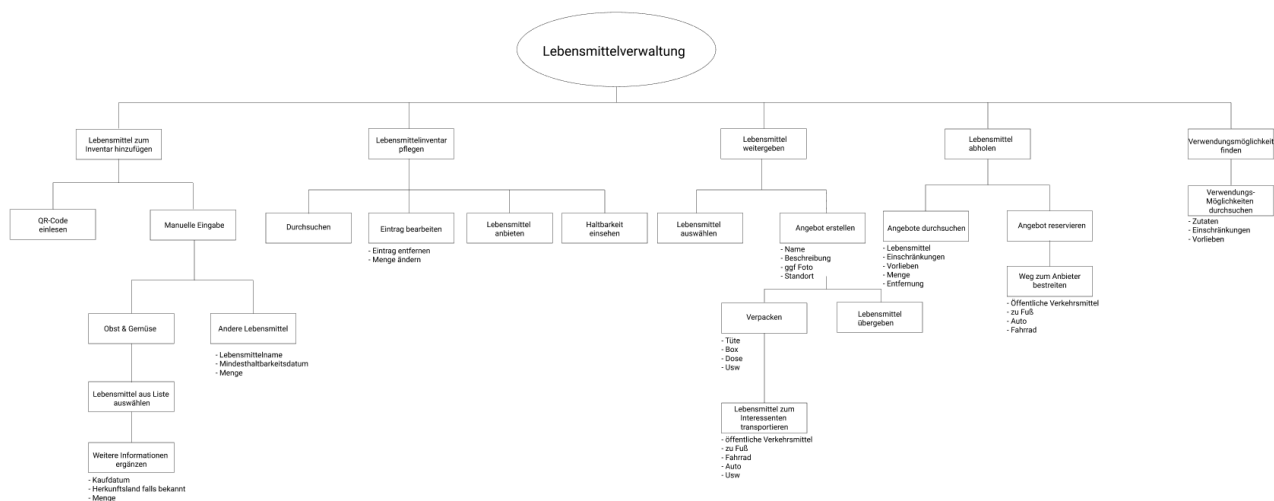 Lebensmittelverwaltung
Lebensmittel zum
Inventar hinzufügen
Lebensmittelinventar
pflegen
Lebensmittel
weitergeben
Lebensmittel
abholen
Verwendungsmöglichkeit
finden
QR-Code
einlesen
Manuelle Eingabe
Durchsuchen
Eintrag bearbeiten
- Eintrag entfernen
- Menge ändern
Lebensmittel
anbieten
Haltbarkeit
einsehen
Lebensmittel
auswählen
Angebot erstellen
- Name
- Beschreibung
- ggf Foto
- Standort
Angebote durchsuchen
- Lebensmittel
- Einschränkungen
- Vorlieben
- Menge
- Entfernung
Angebot reservieren
Verwendungs-
Möglichkeiten
durchsuchen
- Zutaten
- Einschränkungen
- Vorlieben
Weg zum Anbieter
bestreiten
- Öffentliche Verkehrsmittel
- zu Fuß
- Auto
- Fahrrad
Obst & Gemüse
Andere Lebensmittel
- Lebensmittelname
- Mindesthaltbarkeitsdatum
- Menge
Verpacken
- Tüte
- Box
- Dose
- Usw
Lebensmittel
übergeben
Lebensmittel aus Liste
auswählen
Lebensmittel zum
Interessenten
transportieren
- öffentliche Verkehrsmittel
- zu Fuß
- Fahrrad
- Auto
- Usw
Weitere Informationen
ergänzen
- Kaufdatum
- Herkunftsland falls bekannt
- Menge